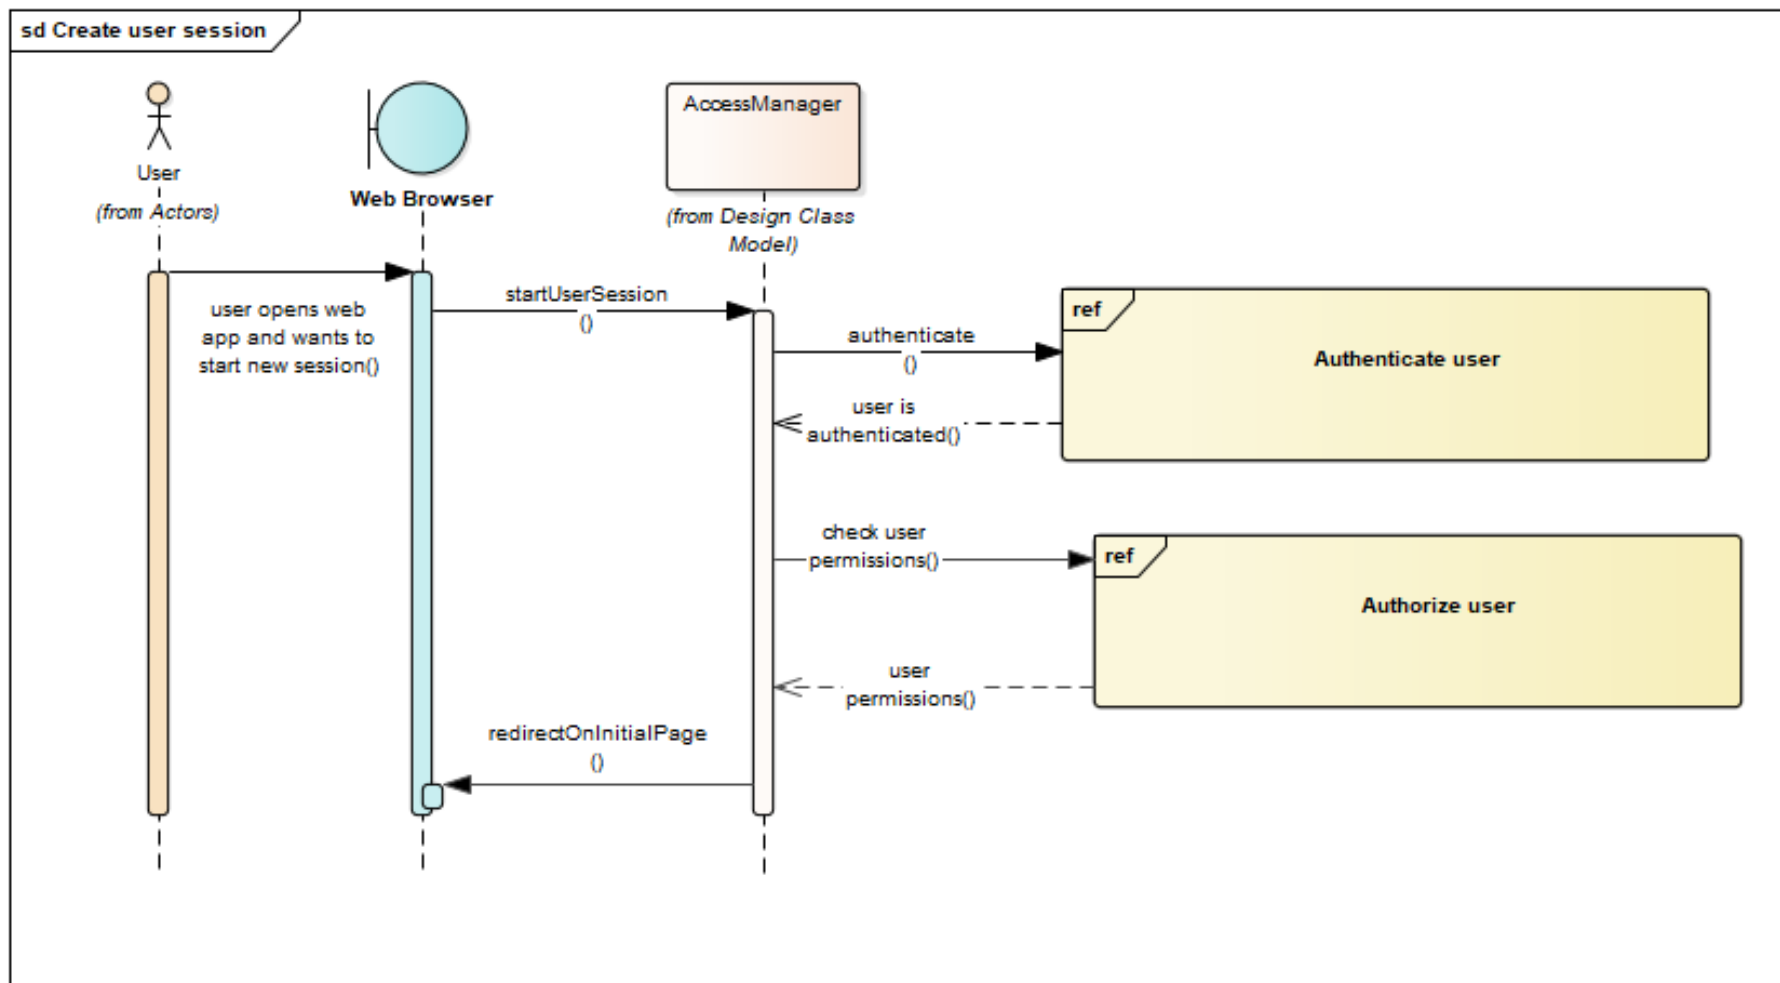 sd Create user session
User
(from Actors)
Web Browser
AccessManager
(from Design Class
Model)
user opens web
app and wants to
start new session()
startUserSession
()
authenticate
()
ref
Authenticate user
user is
authenticated()
check user
permissions()
ref
Authorize user
user
permissions()
redirectOnInitialPage
()